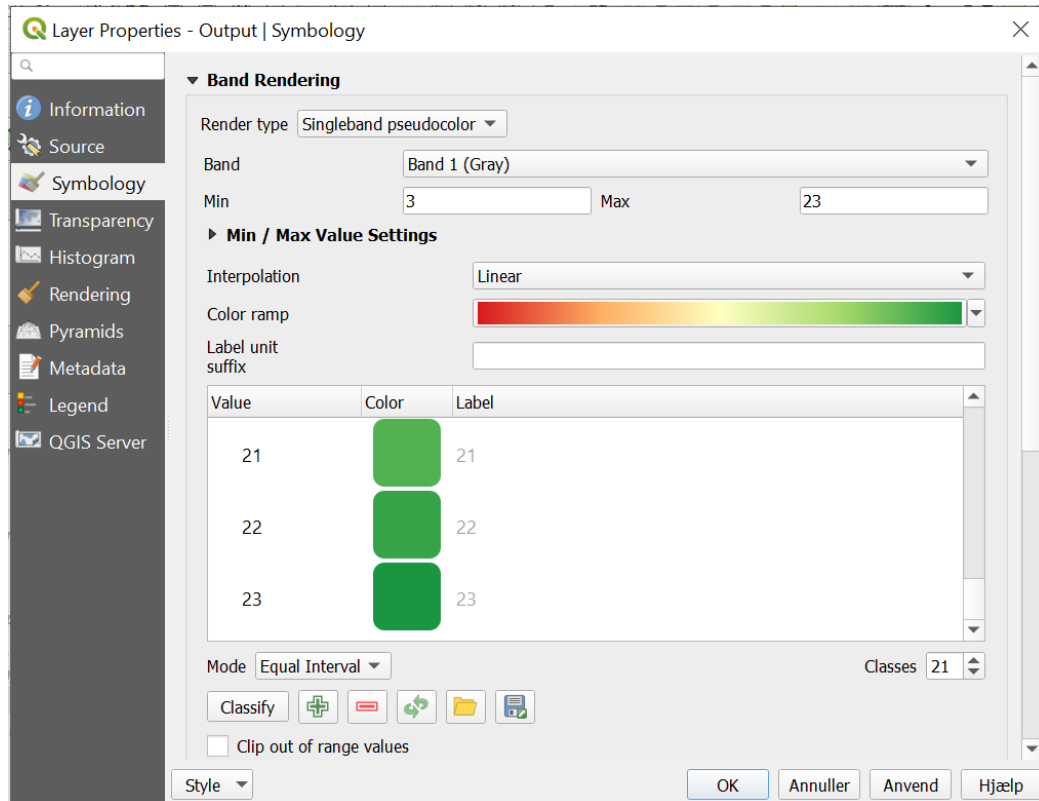 Layer Properties - Output | Symbology
Information
Source
Symbology
Transparency
Histogram
Rendering
Pyramids
Metadata
Legend
QGIS Server
Band Rendering
Render type Singleband pseudocolor
Band Band 1 (Gray)
Min 3 Max 23
Min / Max Value Settings
Interpolation Linear
Color ramp
Label unit
suffix
Value Color Label
21 21
22 22
23 23
Mode Equal Interval Classes 21
Classify
Clip out of range values
Style OK Annuller Anvend Hjælp